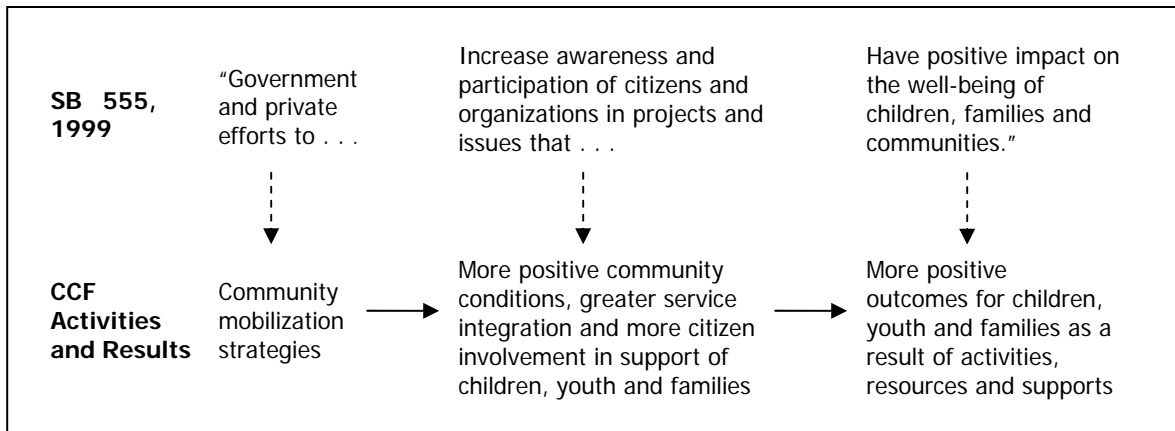 SB 555,
1999
“Government
and private
efforts to . . .
Increase awareness and
participation of citizens and
organizations in projects and
issues that . . .
Have positive impact on
the well-being of
children, families and
communities.”
CCF
Activities
and Results
Community
mobilization
strategies
More positive community
conditions, greater service
integration and more citizen
involvement in support of
children, youth and families
More positive
outcomes for children,
youth and families as a
result of activities,
resources and supports